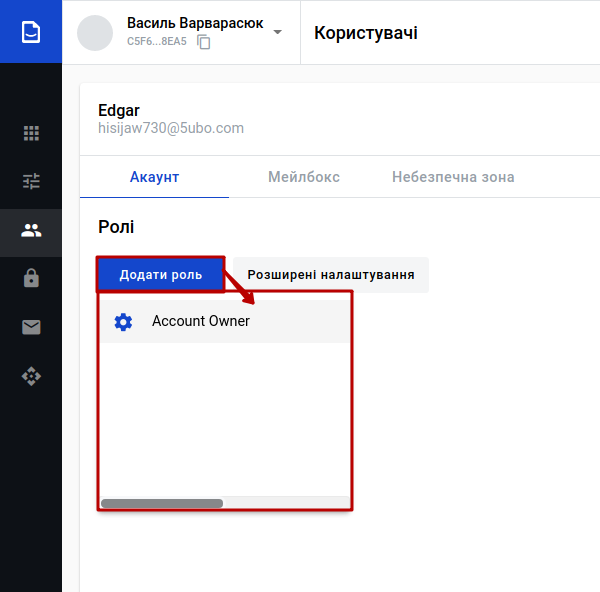 Василь Варварасюк
C5F6...8EA5
Користувачі
Edgar
hisijaw730@5ubo.com
Акаунт Мейлбокс Небезпечна зона
Ролі
Додати роль Розширені налаштування
Account Owner